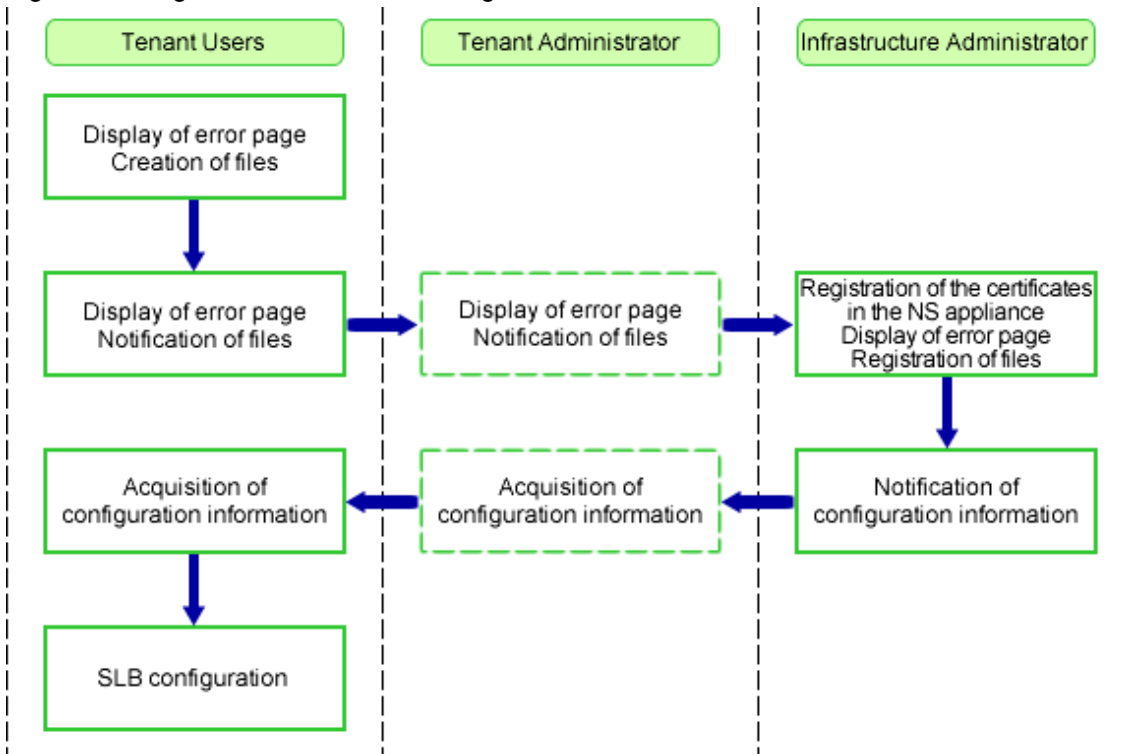 Tenant Users
Tenant Administrator
Infrastructure Administrator
Display of error page
Creation of files
Display of error page
Notification of files
Display of error page
Notification of files
Registration of the certificates
in the NS appliance
Display of error page
Registration of files
Acquisition of
configuration information
Acquisition of
configuration information
Notification of
configuration information
SLB configuration